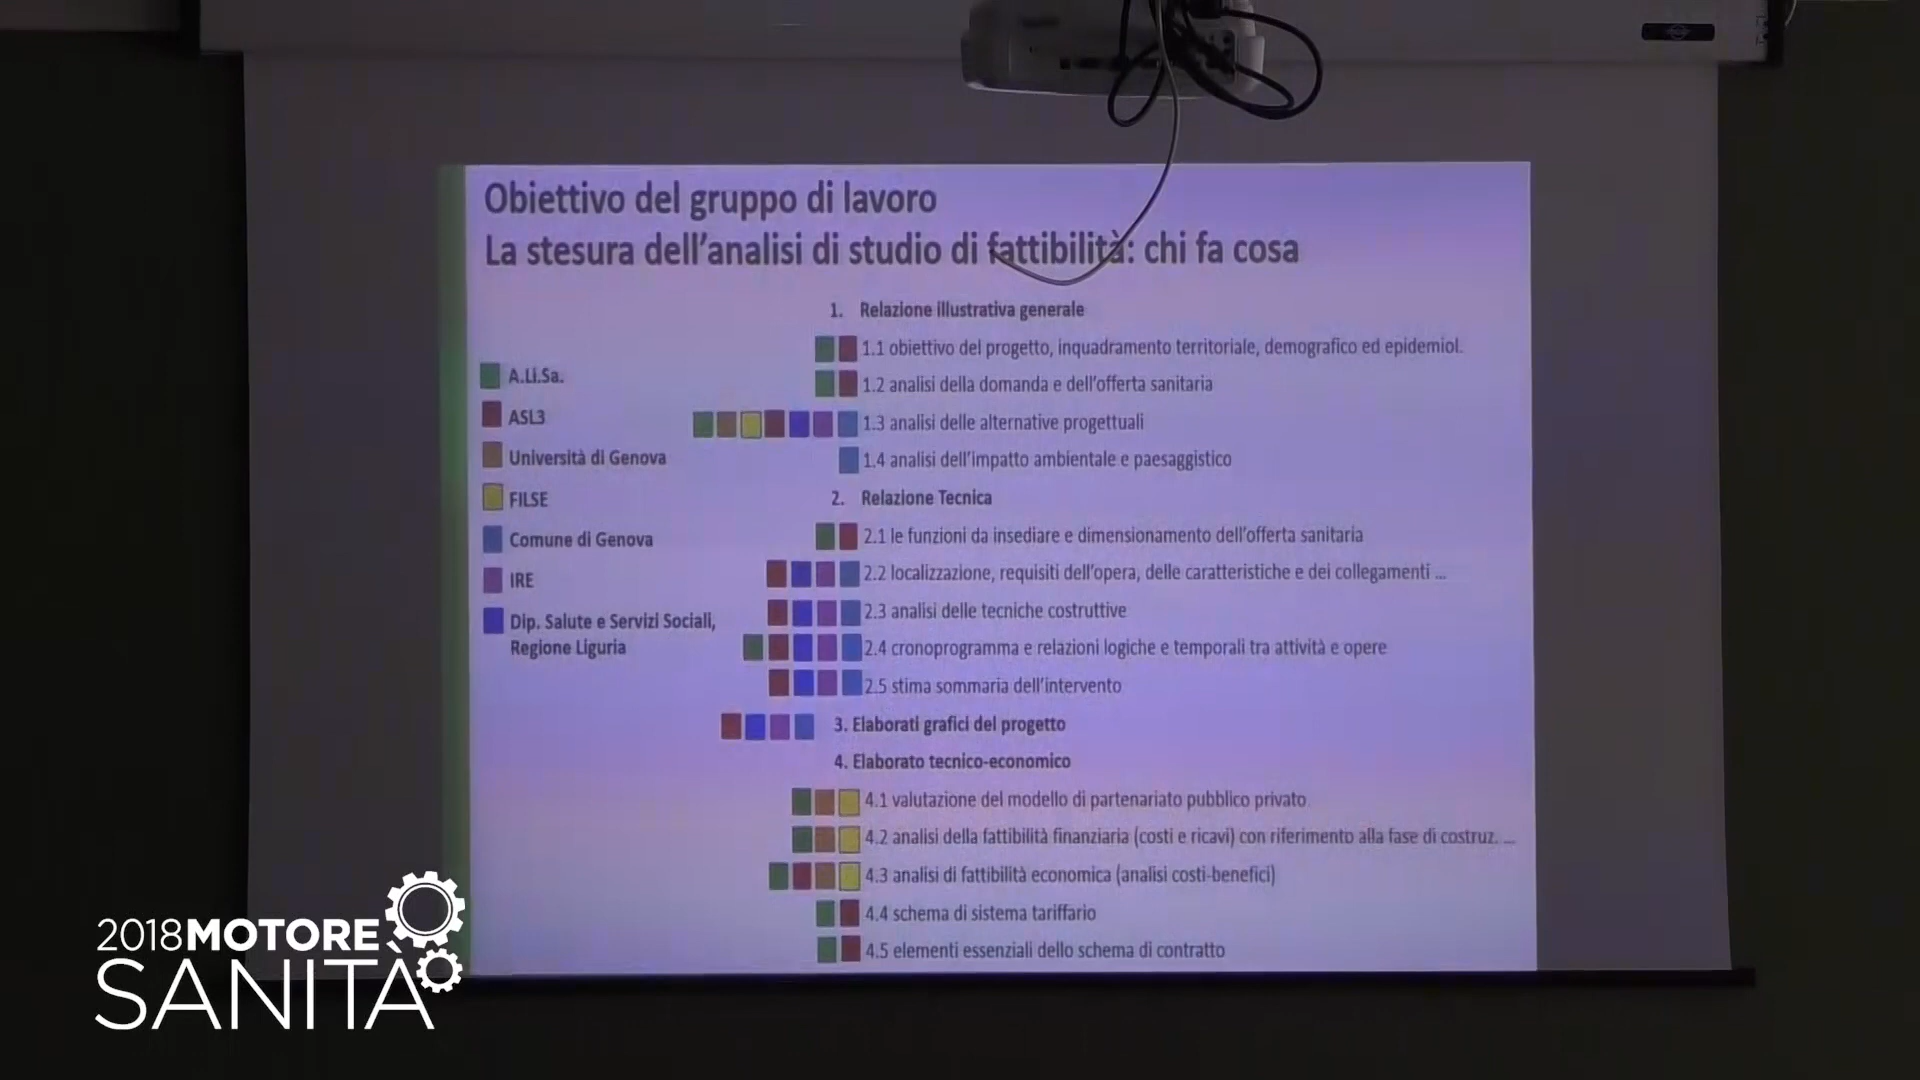 Obiettivo del gruppo di lavoro
La stesura dell'analisi di studio di fattibilità: chi fa cosa
A.Li.Sa.
ASL3
Università di Genova
FILSE
Comune di Genova
IRE
Dip. Salute e Servizi Sociali,
Regione Liguria
1. Relazione illustrativa generale
1.1 obiettivo del progetto, inquadramento territoriale, demografico ed epidemiol.
1.2 analisi della domanda e dell'offerta sanitaria
1.3 analisi delle alternative progettuali
1.4 analisi dell'impatto ambientale e paesaggistico
2. Relazione Tecnica
2.1 le funzioni da insediare e dimensionamento dell'offerta sanitaria
2.2 localizzazione, requisiti dell'opera, delle caratteristiche e dei collegamenti ...
2.3 analisi delle tecniche costruttive
2.4 cronoprogramma e relazioni logiche e temporali tra attività e opere
2.5 stima sommaria dell'intervento
3. Elaborati grafici del progetto
4. Elaborato tecnico-economico
4.1 valutazione del modello di partenariato pubblico privato
4.2 analisi della fattibilità finanziaria (costi e ricavi) con riferimento alla fase di costruz. ...
4.3 analisi di fattibilità economica (analisi costi-benefici)
4.4 schema di sistema tariffario
4.5 elementi essenziali dello schema di contratto
2018MOTORE
SANITÀ